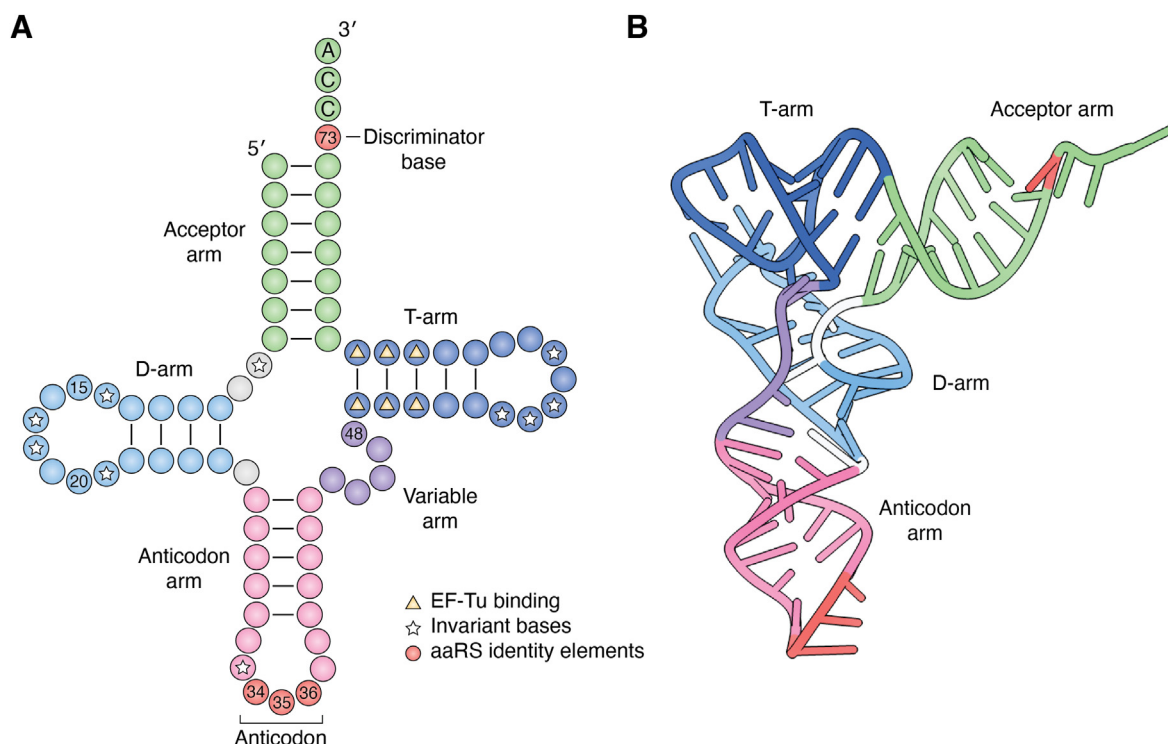 A
B
3′
A
C
C
73
Discriminator
base
5′
Acceptor
arm
T-arm
D-arm
15
20
48
Variable
arm
Anticodon
arm
34
35
36
Anticodon
EF-Tu binding
Invariant bases
aaRS identity elements
T-arm
Acceptor arm
D-arm
Anticodon
arm